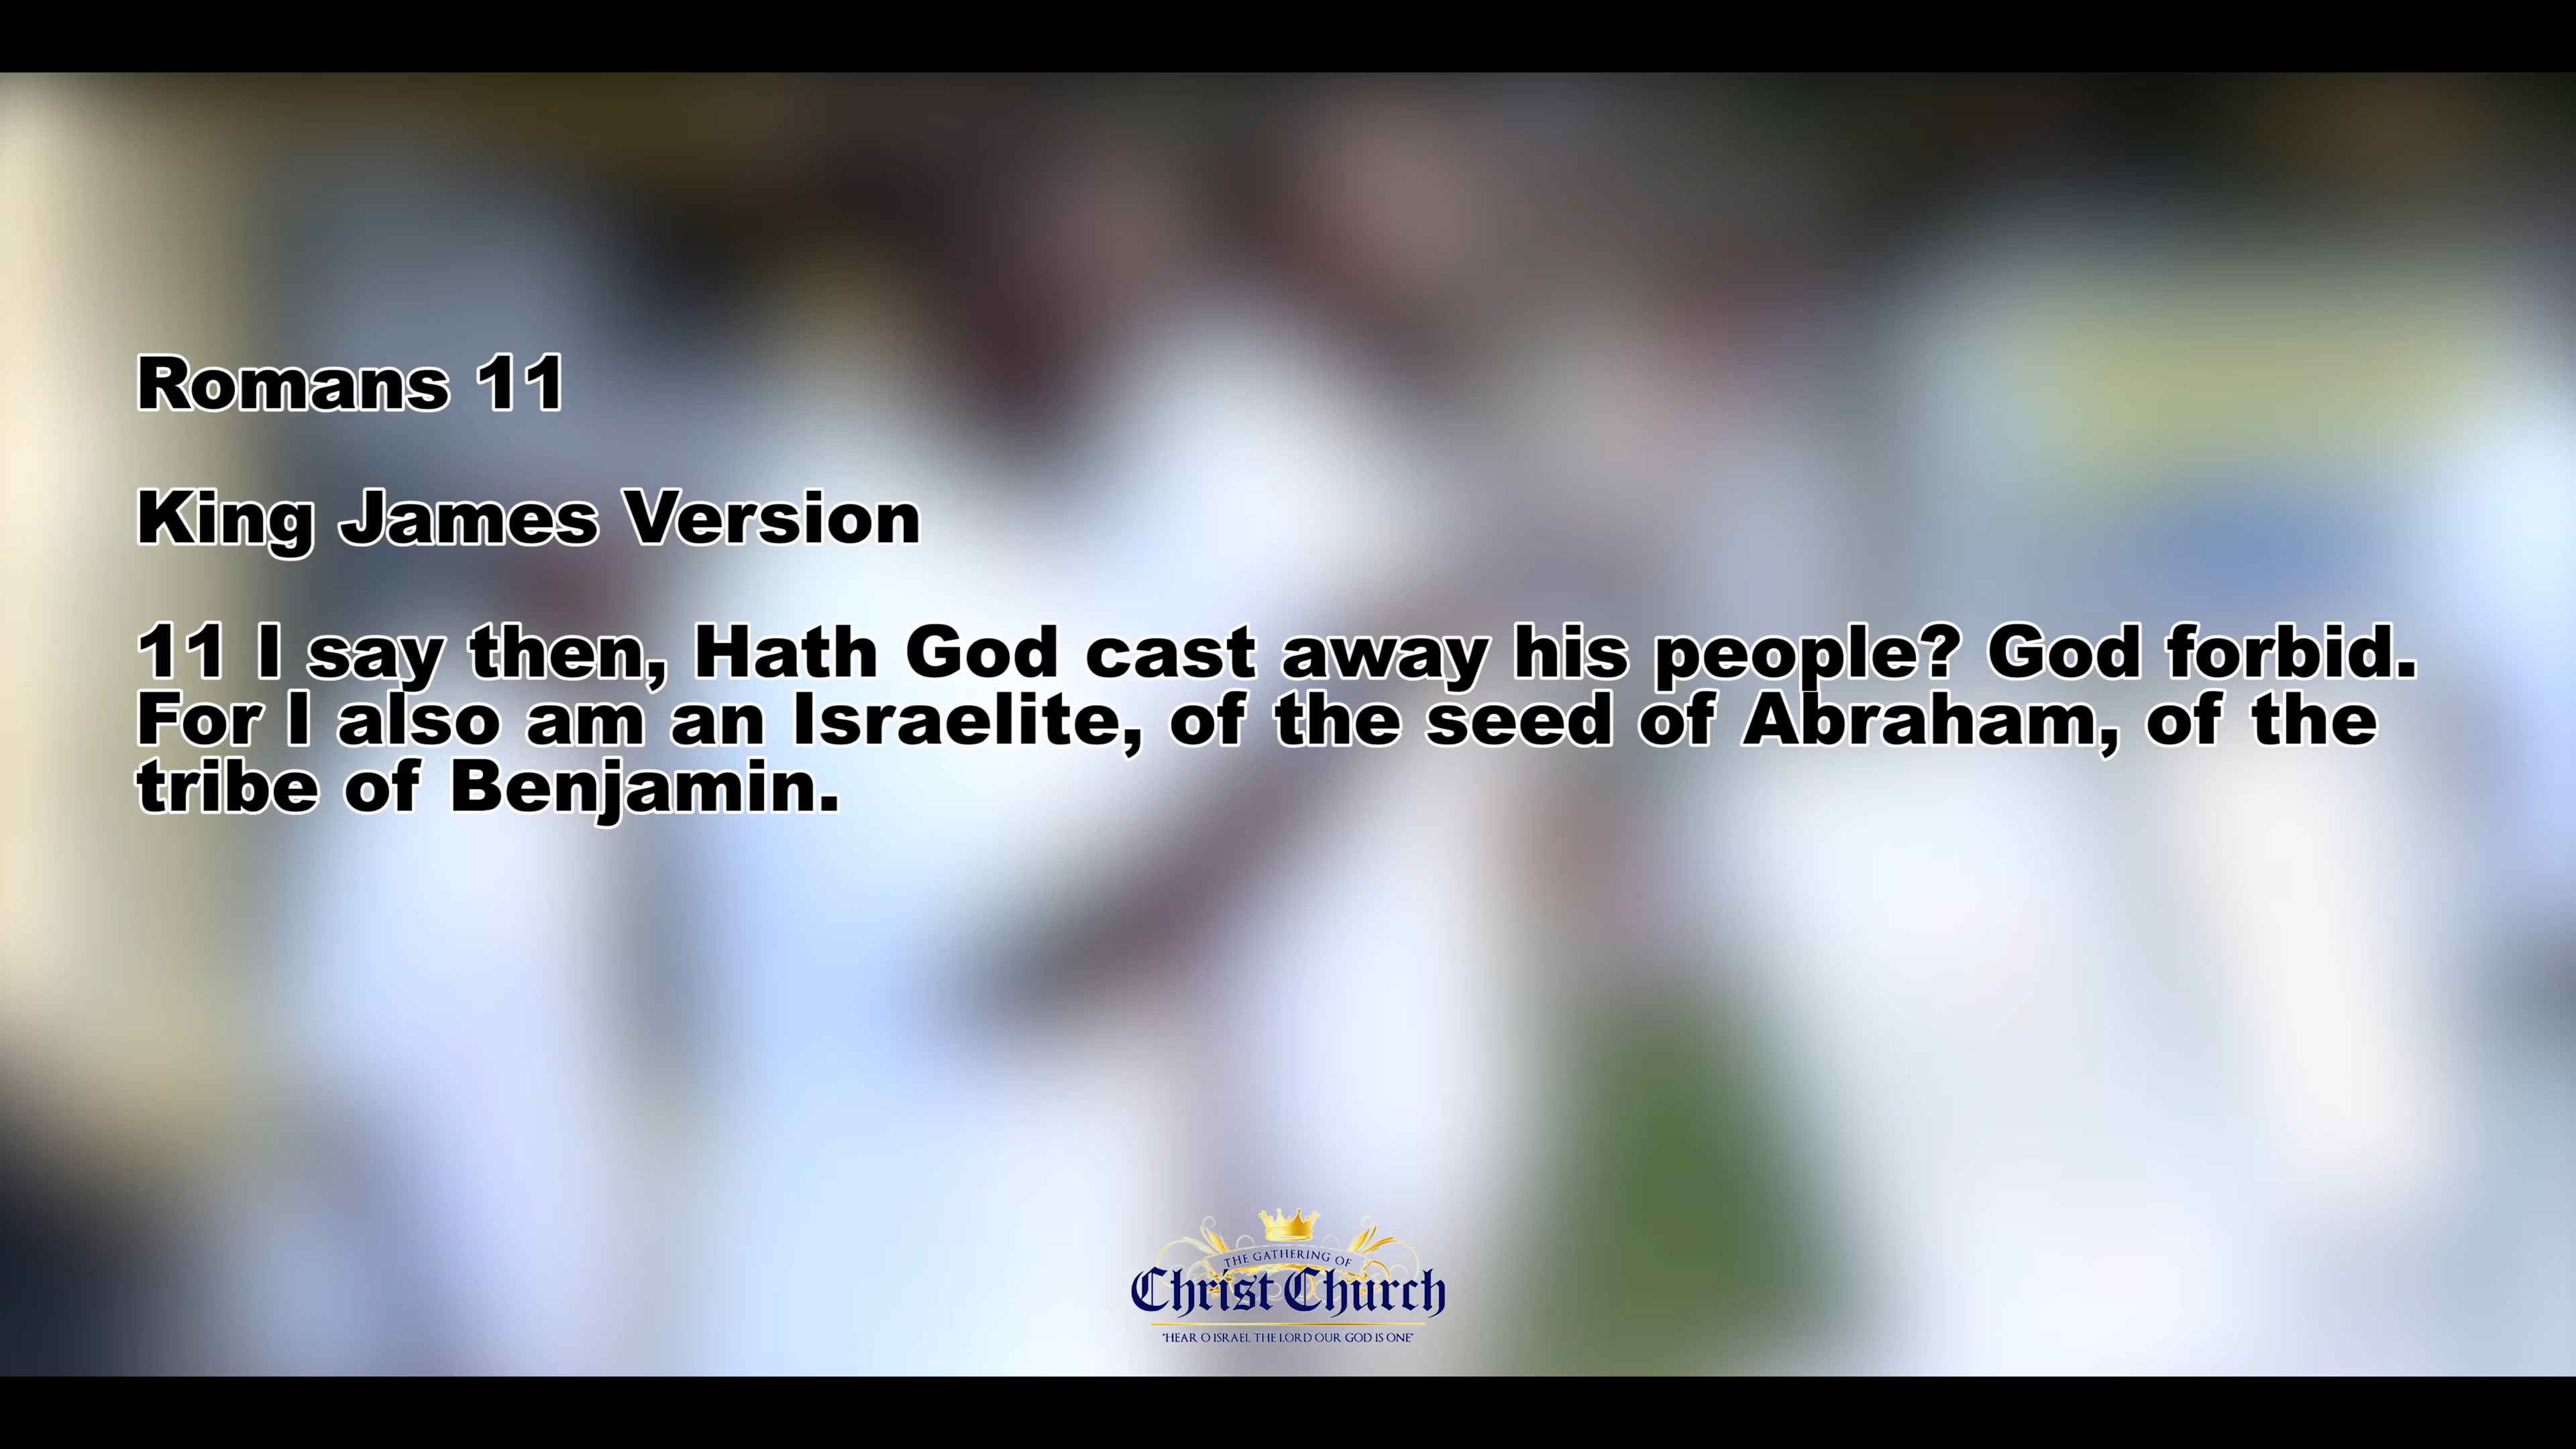 Romans 11
King James Version
11 I say then, Hath God cast away his people? God forbid.
For I also am an Israelite, of the seed of Abraham, of the
tribe of Benjamin.
THE GATHERING OF
Christ Church
"HEAR O ISRAEL THE LORD OUR GOD IS ONE"